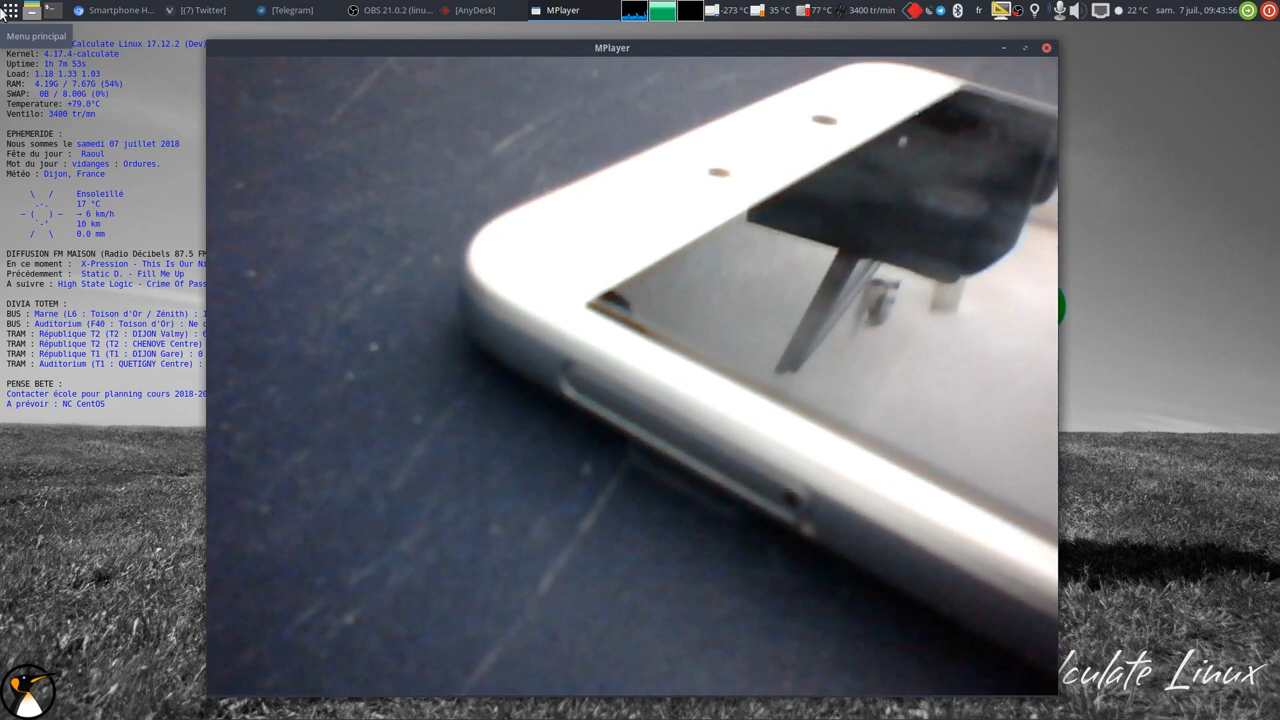 Smartphone H...
[(7) Twitter]
[Telegram]
OBS 21.0.2 (linu...
[AnyDesk]
MPlayer
-273 °C
35 °C
77 °C
3400 tr/min
fr
22 °C
sam. 7 juil., 09:43:56
Menu principal
Calculate Linux 17.12.2 (Dev)
Kernel: 4.17.4-calculate
Uptime: 1h 7m 53s
Load: 1.18 1.33 1.03
RAM: 4.19G / 7.67G (54%)
SWAP: 0B / 8.00G (0%)
Temperature: +79.0°C
Ventilo: 3400 tr/mn
EPHEMERIDE :
Nous sommes le samedi 07 juillet 2018
Fête du jour : Raoul
Mot du jour : vidanges : Ordures.
Météo : Dijon, France
Ensoleillé
17 °C
→ 6 km/h
10 km
0.0 mm
DIFFUSION FM MAISON (Radio Décibels 87.5 FM
En ce moment : X-Pression - This Is Our Ni
Précédemment : Static D. - Fill Me Up
A suivre : High State Logic - Crime Of Pas
DIVIA TOTEM :
BUS : Marne (L6 : Toison d'Or / Zénith) : 1
BUS : Auditorium (F40 : Toison d'Or) : Ne c
TRAM : République T2 (T2 : DIJON Valmy) : 6
TRAM : République T2 (T2 : CHENOVE Centre)
TRAM : République T1 (T1 : DIJON Gare) : 0
TRAM : Auditorium (T1 : QUETIGNY Centre) :
PENSE BETE :
Contacter école pour planning cours 2018-20
A prévoir : NC CentOS
MPlayer
lculate Linux